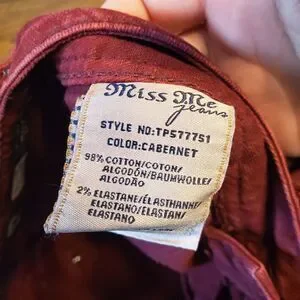 Miss Me
jeans
STYLE NO:TP577751
COLOR:CABERNET
98% COTTON/COTON/
ALGODÓN/BAUMWOLLE/
ALGODÃO
2% ELASTANE/ÉLASTHANNE/
ELASTANO/ELASTAN/
ELASTANO